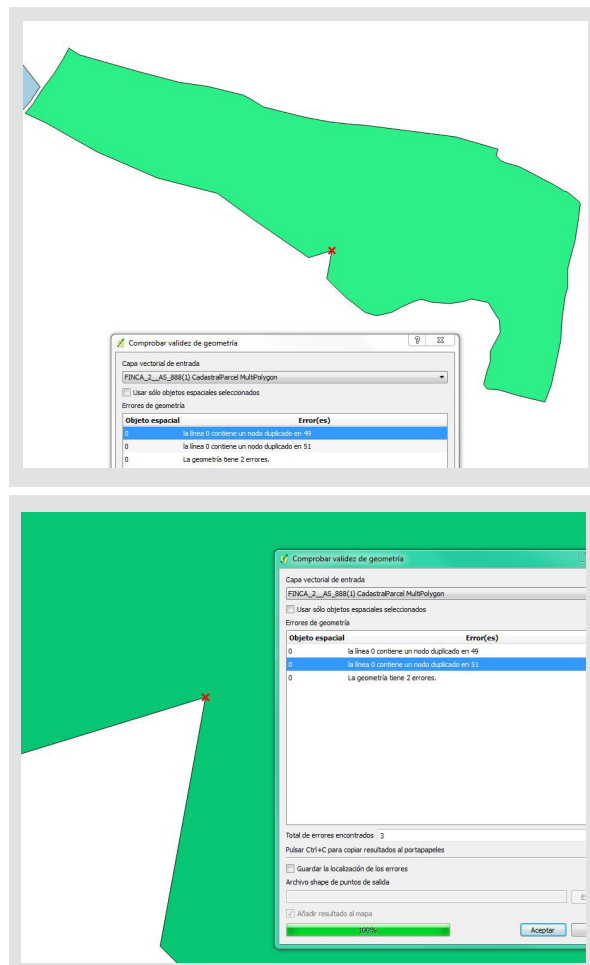 Comprobar validez de geometría
Capa vectorial de entrada
FINCA_2__AS_888(1) CadastralParcel MultiPolygon
Usar sólo objetos espaciales seleccionados
Errores de geometría
Objeto espacial Error(es)
0 la línea 0 contiene un nodo duplicado en 49
0 la línea 0 contiene un nodo duplicado en 51
0 La geometría tiene 2 errores.
Comprobar validez de geometría
Capa vectorial de entrada
FINCA_2__AS_888(1) CadastralParcel MultiPolygon
Usar sólo objetos espaciales seleccionados
Errores de geometría
Objeto espacial Error(es)
0 la línea 0 contiene un nodo duplicado en 49
0 la línea 0 contiene un nodo duplicado en 51
0 La geometría tiene 2 errores.
Total de errores encontrados 3
Pulsar Ctrl+C para copiar resultados al portapapeles
Guardar la localización de los errores
Archivo shape de puntos de salida
Añadir resultado al mapa
100%
Aceptar